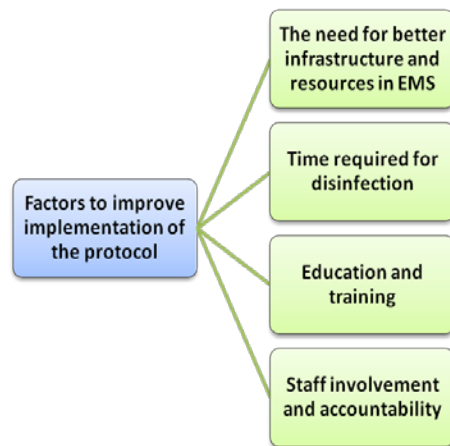 The need for better
infrastructure and
resources in EMS
Time required for
disinfection
Factors to improve
implementation of
the protocol
Education and
training
Staff involvement
and accountability